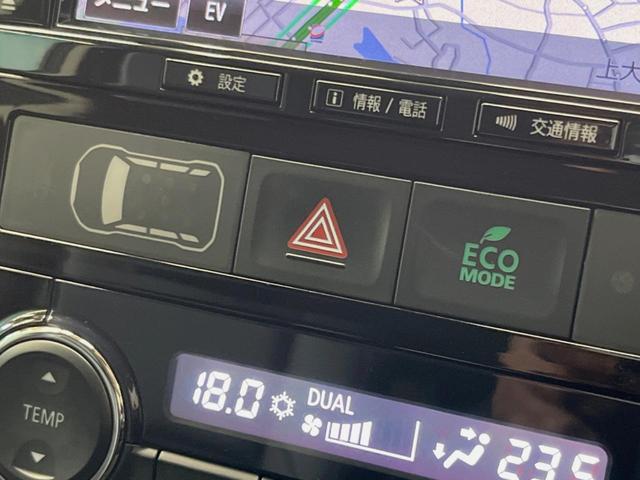 メニュー
EV
上大
設定
情報 / 電話
交通情報
ECO
MODE
TEMP
18.0
DUAL
23.5